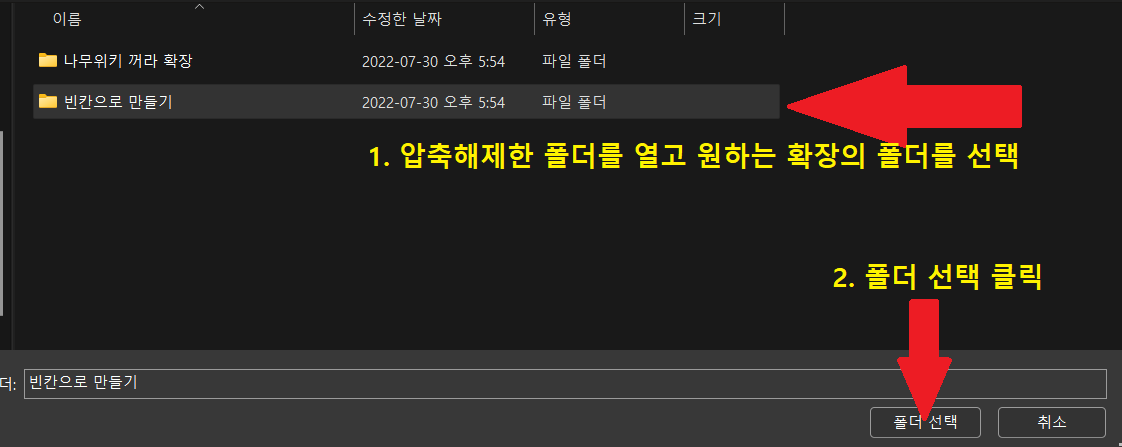 이름 수정한 날짜 유형 크기
나무위키 꺼라 확장 2022-07-30 오후 5:54 파일 폴더
빈칸으로 만들기 2022-07-30 오후 5:54 파일 폴더
1. 압축해제한 폴더를 열고 원하는 확장의 폴더를 선택
2. 폴더 선택 클릭
더: 빈칸으로 만들기
폴더 선택 취소